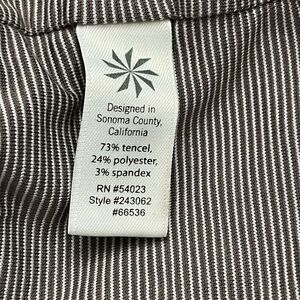 Designed in
Sonoma County,
California
73% tencel,
24% polyester,
3% spandex
RN #54023
Style #243062
#66536